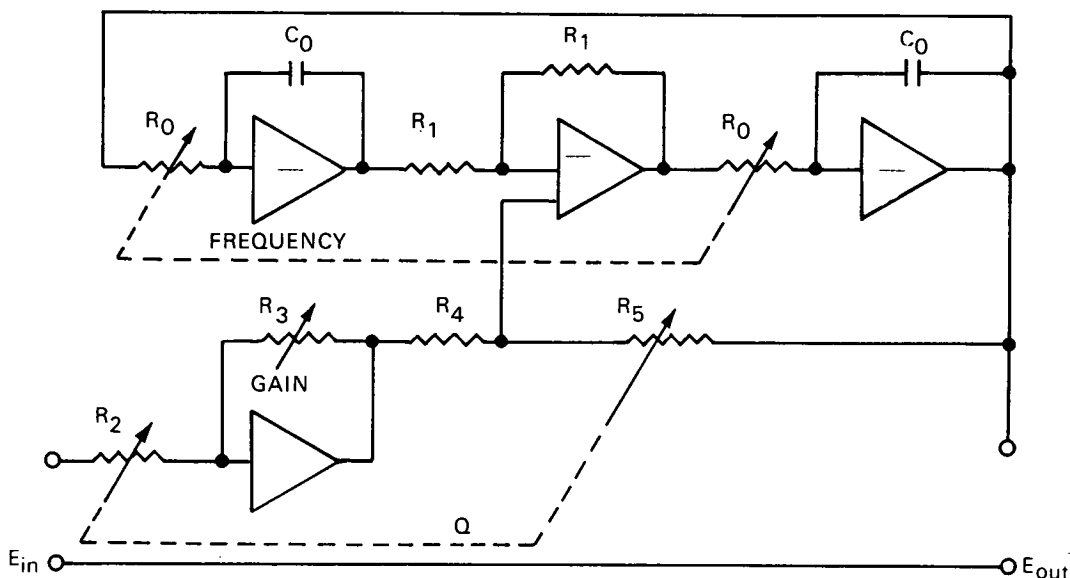 C0
R1
C0
R0
R1
R0
FREQUENCY
R3
R4
R5
GAIN
R2
Q
Ein
Eout